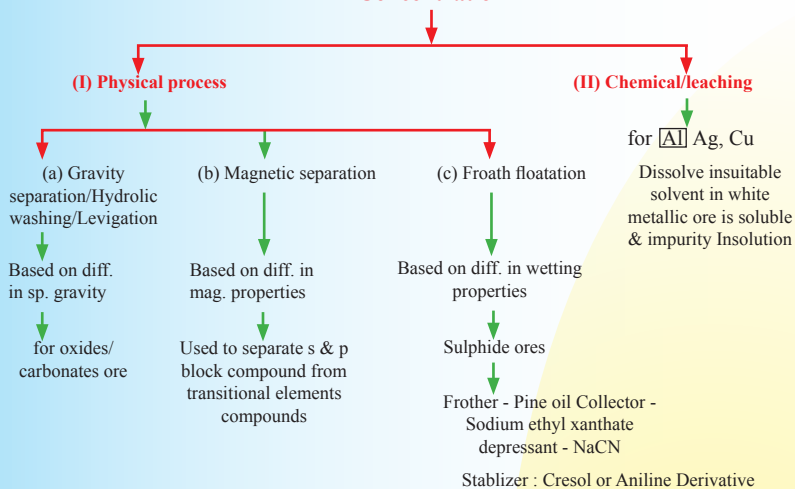 (I) Physical process
(II) Chemical/leaching
(a) Gravity
separation/Hydrolic
washing/Levigation
Based on diff.
in sp. gravity
for oxides/
carbonates ore
(b) Magnetic separation
Based on diff. in
mag. properties
Used to separate s & p
block compound from
transitional elements
compounds
(c) Froath floatation
Based on diff. in wetting
properties
Sulphide ores
Frother - Pine oil Collector -
Sodium ethyl xanthate
depressant - NaCN
Stablizer : Cresol or Aniline Derivative
for Al Ag, Cu
Dissolve insuitable
solvent in white
metallic ore is soluble
& impurity Insolution